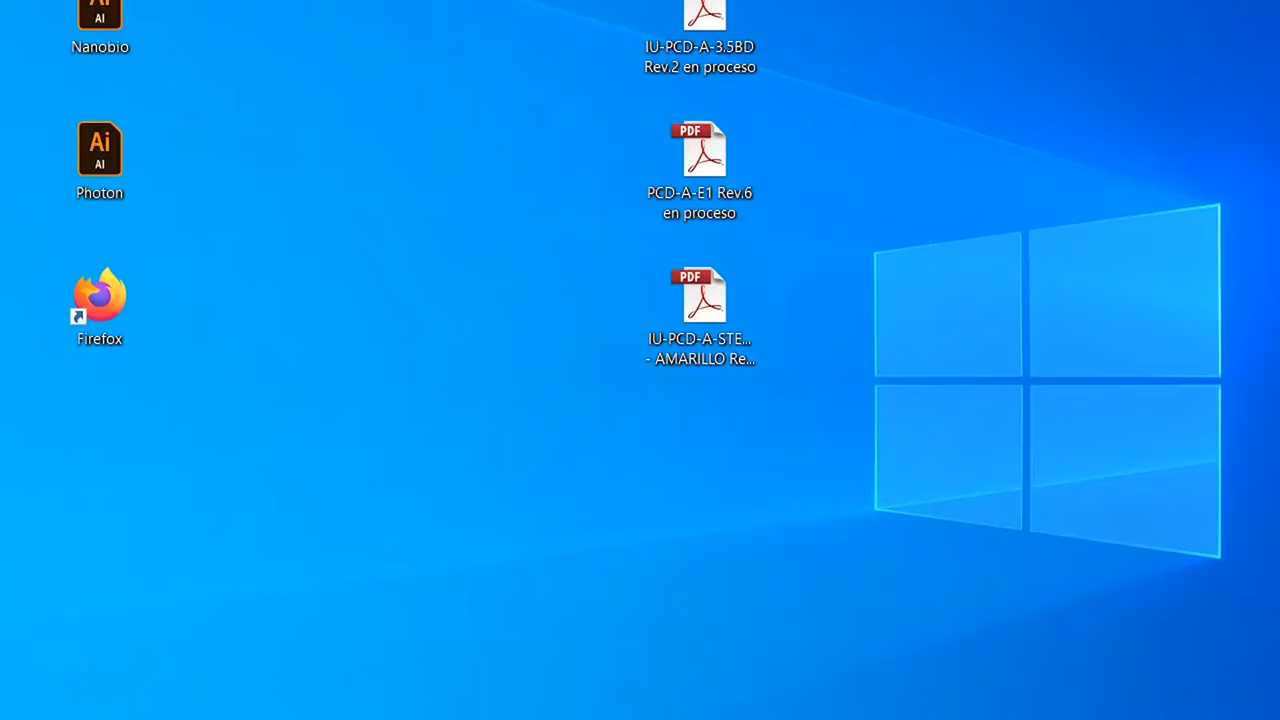 Ai
AI
Nanobio
IU-PCD-A-3.5BD
Rev.2 en proceso
Ai
AI
Photon
PDF
PCD-A-E1 Rev.6
en proceso
Firefox
PDF
IU-PCD-A-STE...
- AMARILLO Re...